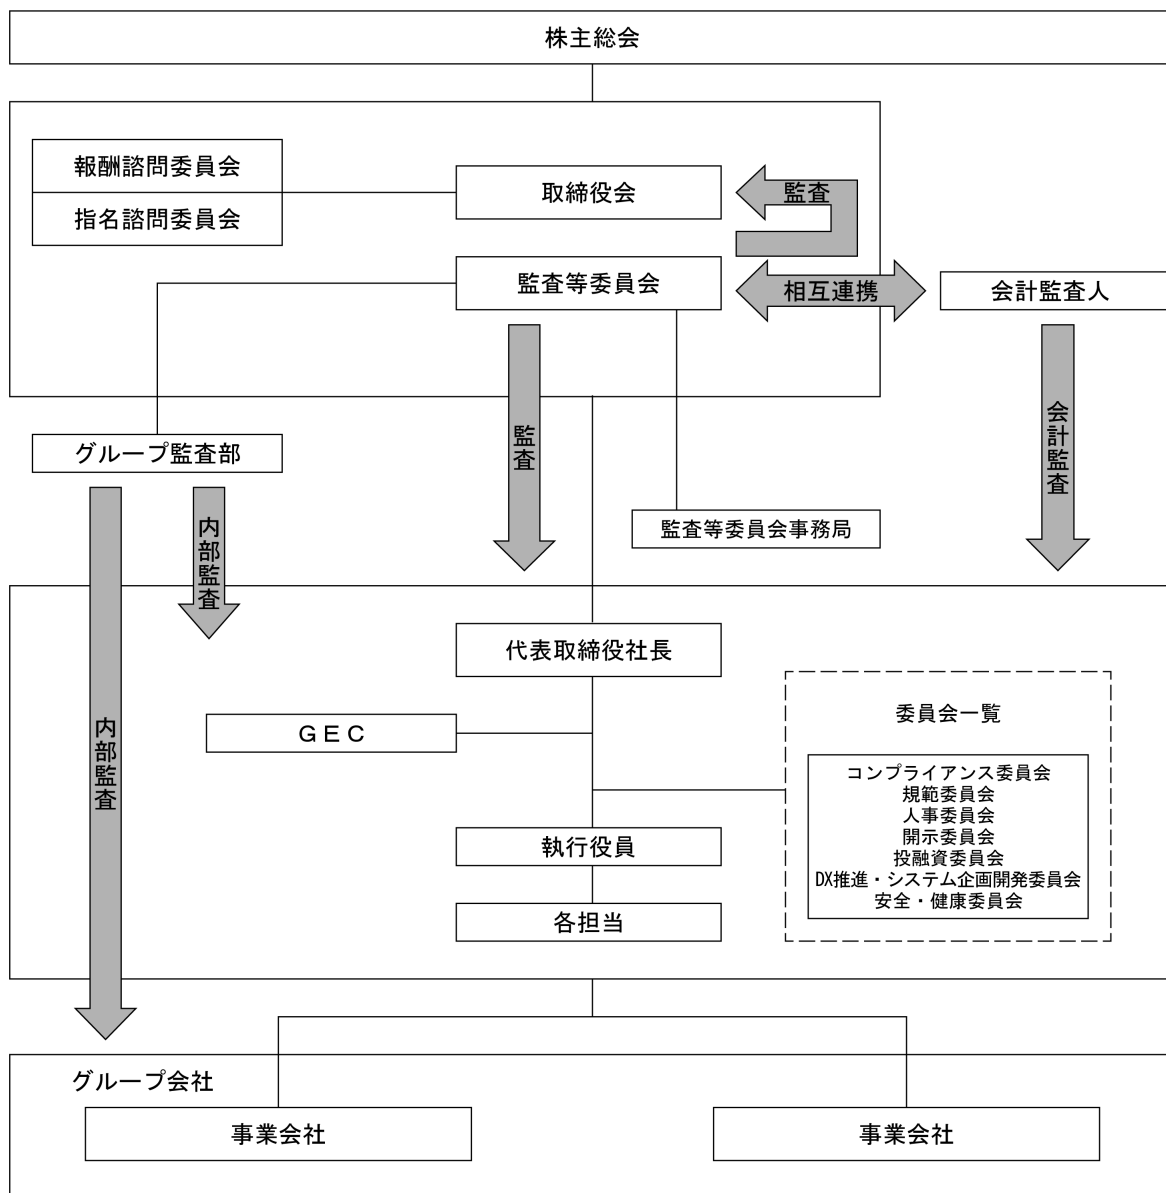 株主総会
報酬諮問委員会
指名諮問委員会
取締役会
監査
監査等委員会
相互連携
会計監査人
グループ監査部
監査
会計監査
監査等委員会事務局
内部監査
内部監査
代表取締役社長
GEC
委員会一覧
コンプライアンス委員会
規範委員会
人事委員会
開示委員会
投融資委員会
DX推進・システム企画開発委員会
安全・健康委員会
執行役員
各担当
グループ会社
事業会社
事業会社